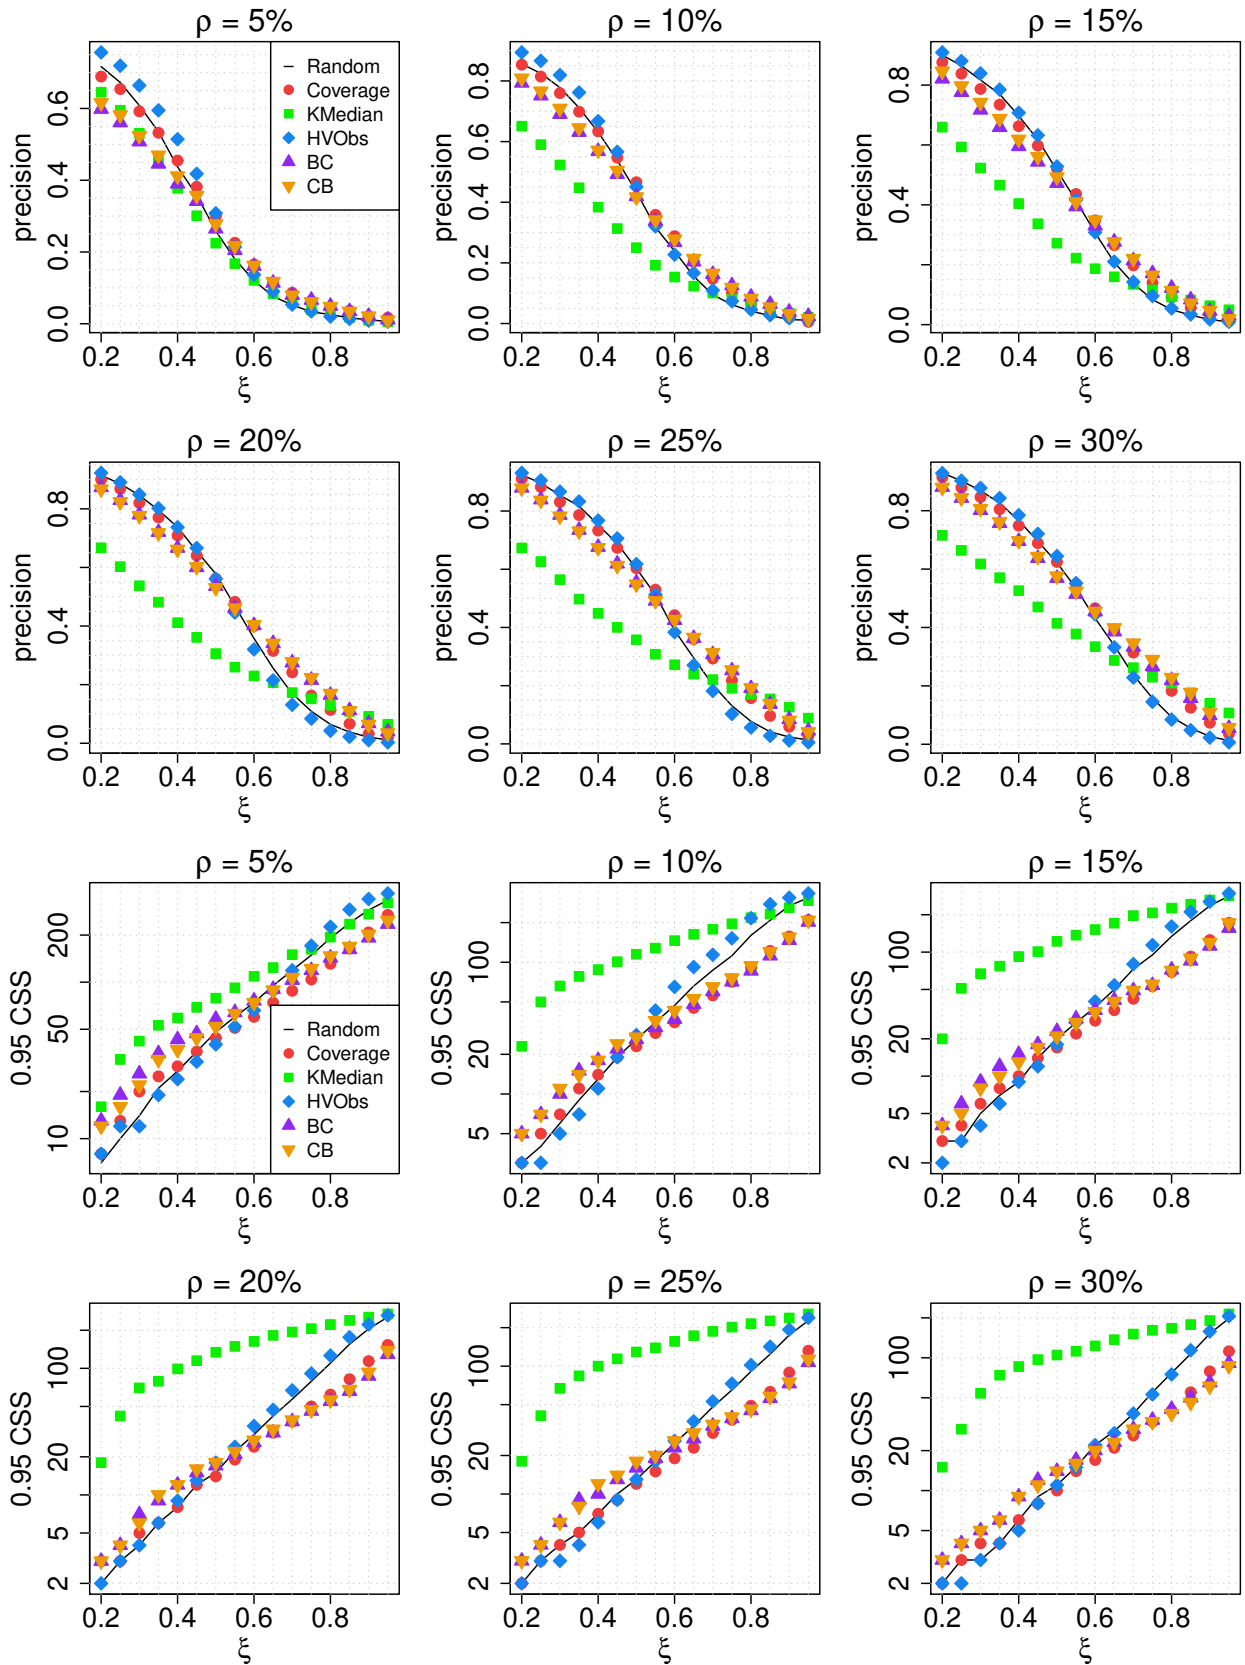 ρ = 5%
precision
0.0 0.2 0.4 0.6
Random
Coverage
KMedian
HVObs
BC
CB
0.2 0.4 0.6 0.8
ξ
ρ = 10%
precision
0.0 0.2 0.4 0.6 0.8
0.2 0.4 0.6 0.8
ξ
ρ = 15%
precision
0.0 0.4 0.8
0.2 0.4 0.6 0.8
ξ
ρ = 20%
precision
0.0 0.4 0.8
0.2 0.4 0.6 0.8
ξ
ρ = 25%
precision
0.0 0.4 0.8
0.2 0.4 0.6 0.8
ξ
ρ = 30%
precision
0.0 0.4 0.8
0.2 0.4 0.6 0.8
ξ
ρ = 5%
0.95 CSS
10 50 200
Random
Coverage
KMedian
HVObs
BC
CB
0.2 0.4 0.6 0.8
ξ
ρ = 10%
0.95 CSS
5 20 100
0.2 0.4 0.6 0.8
ξ
ρ = 15%
0.95 CSS
2 5 20 100
0.2 0.4 0.6 0.8
ξ
ρ = 20%
0.95 CSS
2 5 20 100
0.2 0.4 0.6 0.8
ξ
ρ = 25%
0.95 CSS
2 5 20 100
0.2 0.4 0.6 0.8
ξ
ρ = 30%
0.95 CSS
2 5 20 100
0.2 0.4 0.6 0.8
ξ